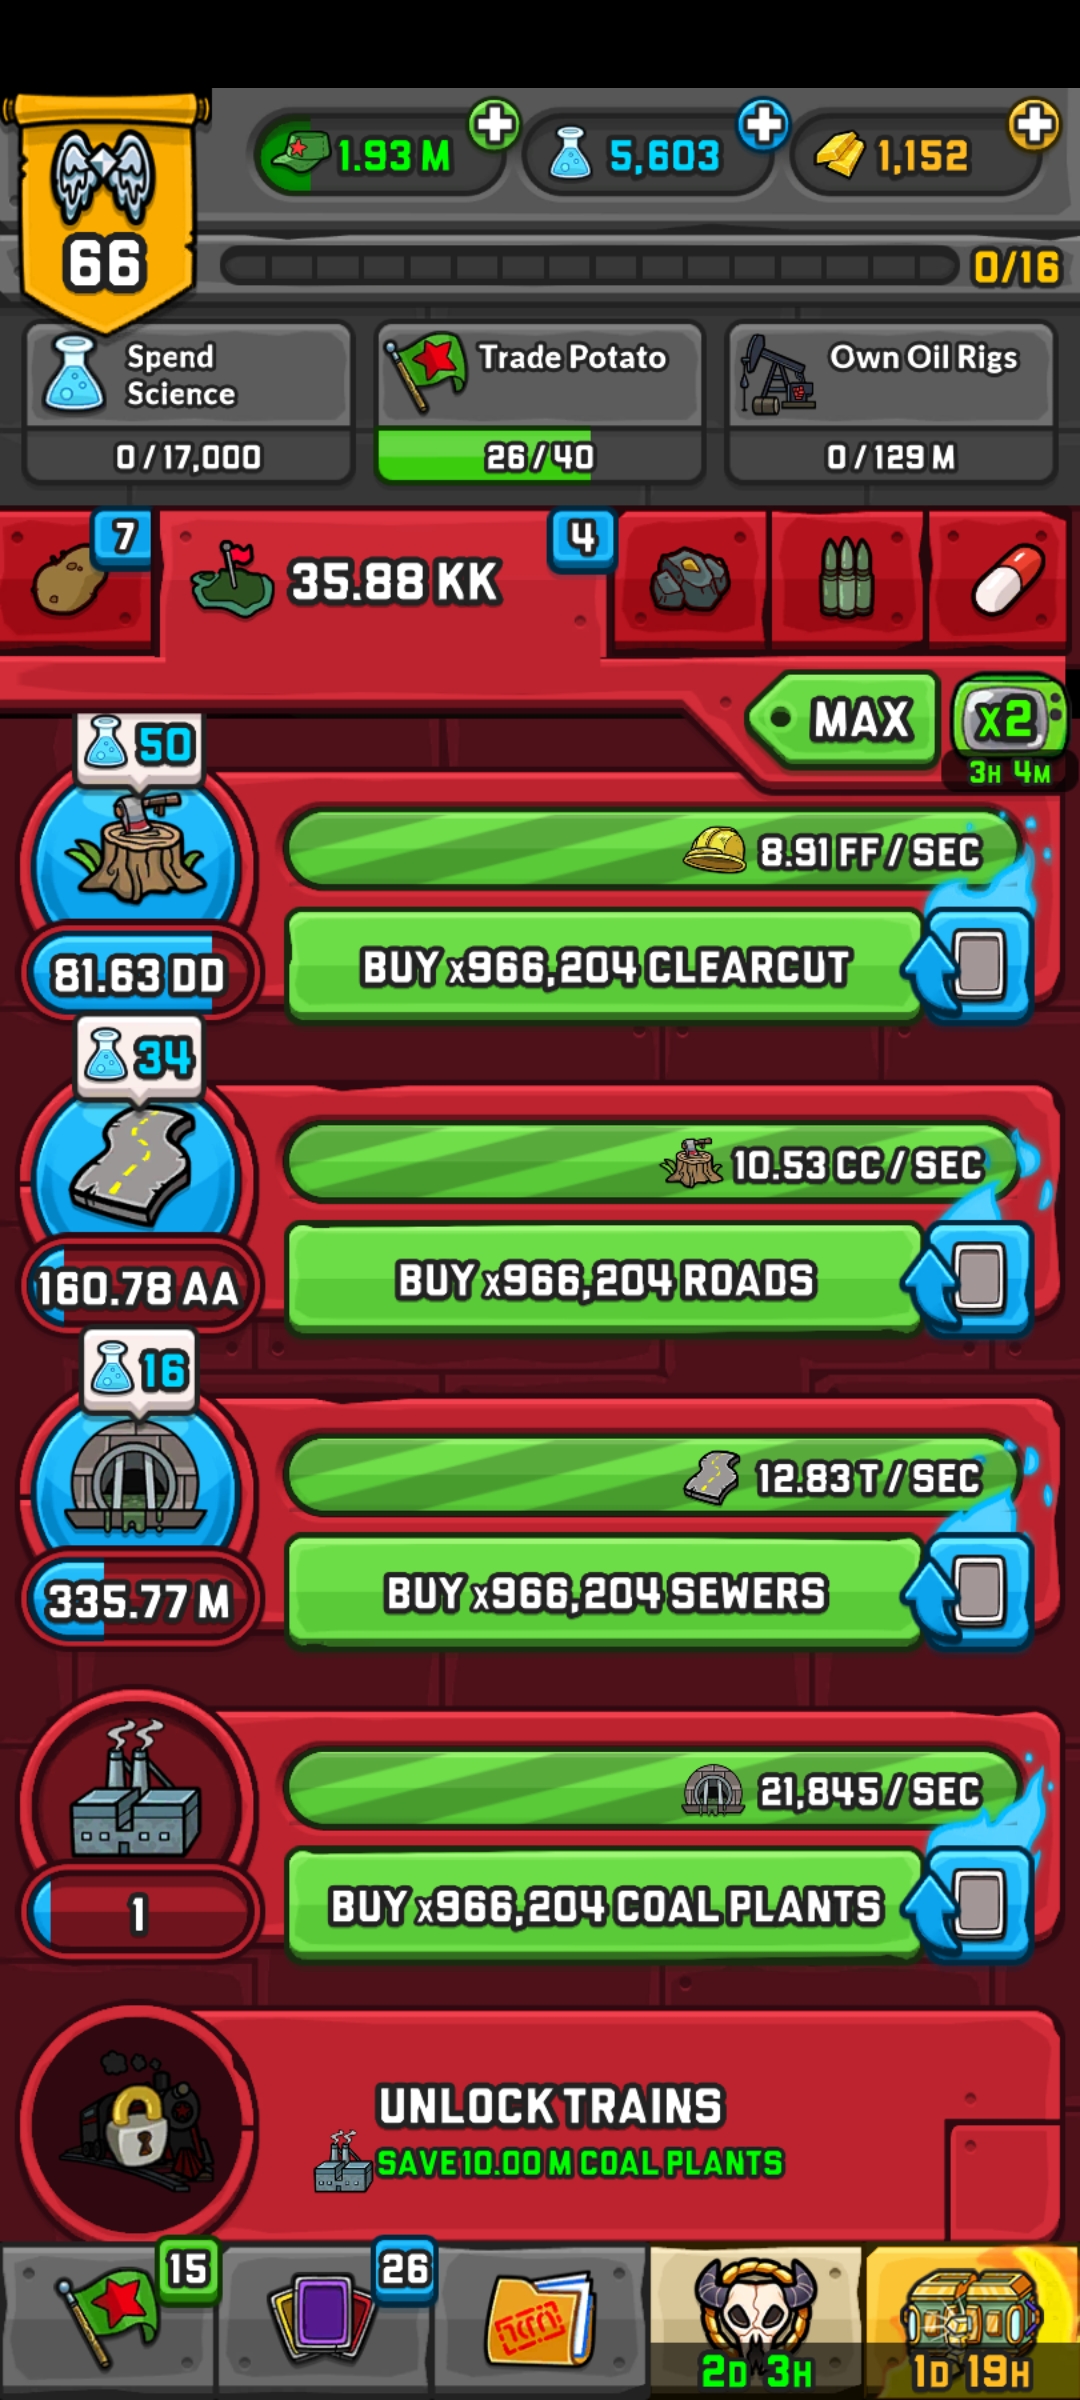 1.93 M
5,603
1,152
66
0/16
Spend
Science
0/17,000
Trade Potato
26/40
Own Oil Rigs
0/129 M
7
35.88 KK
4
MAX
x2
3H 4M
50
8.91 FF/SEC
81.63 DD
BUY x966,204 CLEARCUT
34
10.53 CC/SEC
160.78 AA
BUY x966,204 ROADS
16
12.83 T/SEC
335.77 M
BUY x966,204 SEWERS
21,845/SEC
1
BUY x966,204 COAL PLANTS
UNLOCK TRAINS
SAVE 10.00 M COAL PLANTS
15
26
2D 3H
1D 19H